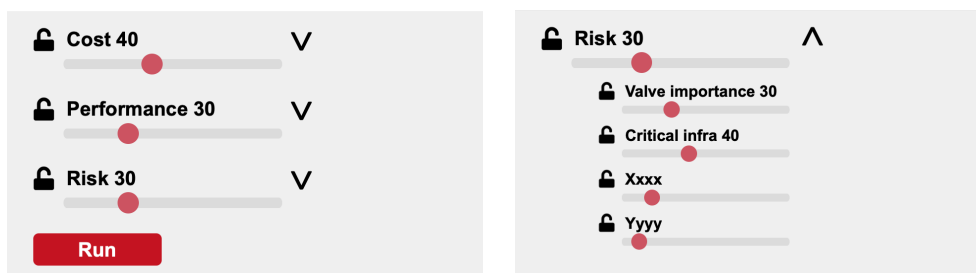 Cost 40
Performance 30
Risk 30
Run
Risk 30
Valve importance 30
Critical infra 40
Xxxx
Yyyy